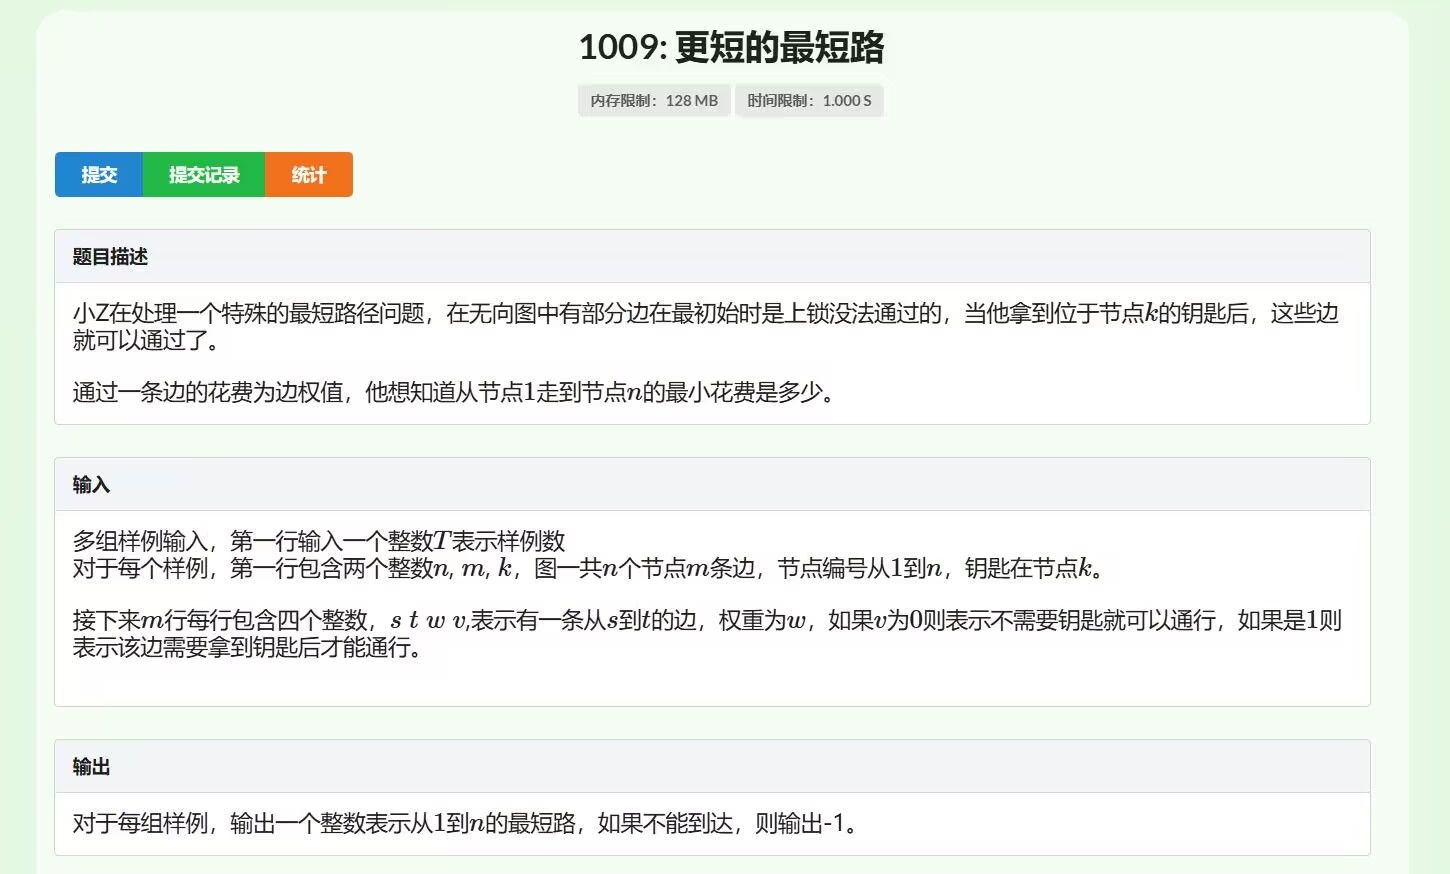 1009: 更短的最短路
内存限制：128 MB 时间限制：1.000 S
提交 提交记录 统计
题目描述
小Z在处理一个特殊的最短路径问题，在无向图中有部分边在最初始时是上锁没法通过的，当他拿到位于节点k的钥匙后，这些边
就可以通过了。
通过一条边的花费为边权值，他想知道从节点1走到节点n的最小花费是多少。
输入
多组样例输入，第一行输入一个整数T表示样例数
对于每个样例，第一行包含两个整数n, m, k，图一共n个节点m条边，节点编号从1到n，钥匙在节点k。
接下来m行每行包含四个整数，s t w v,表示有一条从s到t的边，权重为w，如果v为0则表示不需要钥匙就可以通行，如果是1则
表示该边需要拿到钥匙后才能通行。
输出
对于每组样例，输出一个整数表示从1到n的最短路，如果不能到达，则输出-1。